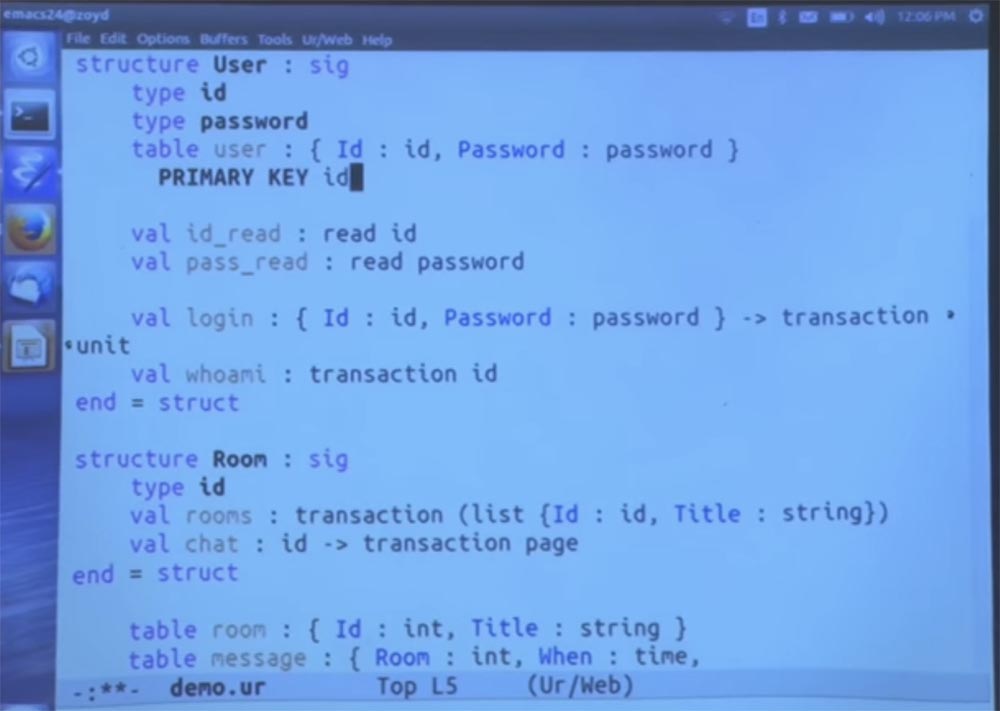 emacs24@zoyd
En
12:06 PM
File Edit Options Buffers Tools Ur/Web Help
structure User : sig
type id
type password
table user : { Id : id, Password : password }
PRIMARY KEY id
val id_read : read id
val pass_read : read password
val login : { Id : id, Password : password } -> transaction
unit
val whoami : transaction id
end = struct
structure Room : sig
type id
val rooms : transaction (list {Id : id, Title : string})
val chat : id -> transaction page
end = struct
table room : { Id : int, Title : string }
table message : { Room : int, When : time,
-:**- demo.ur Top L5 (Ur/Web)